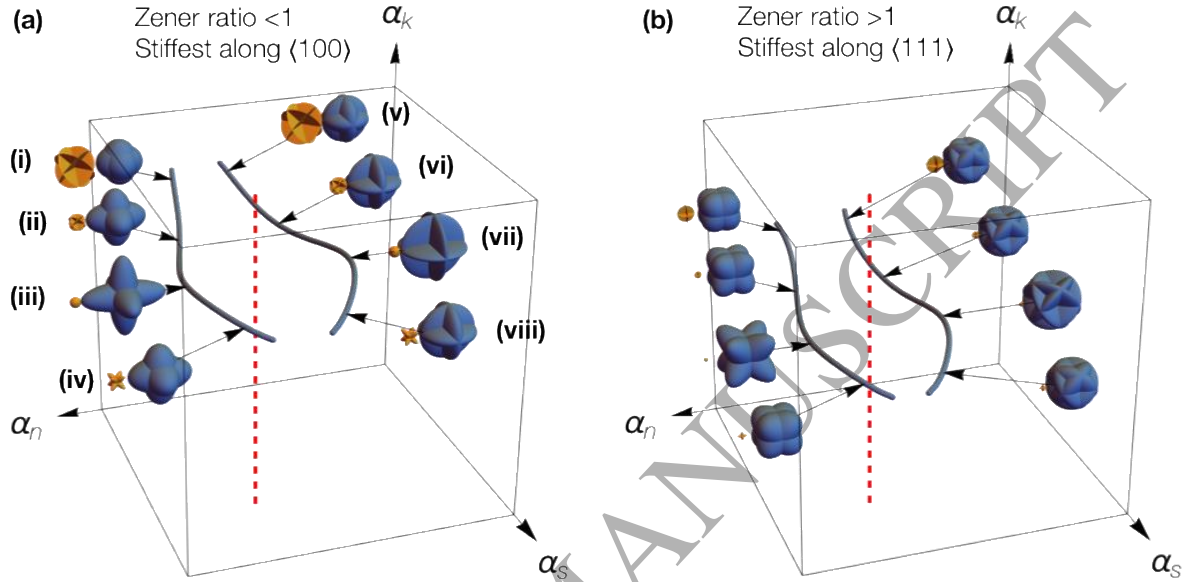 (a)
Zener ratio <1
Stiffest along ⟨100⟩
αk
(i)
(ii)
(iii)
(iv)
(v)
(vi)
(vii)
(viii)
αn
αs
(b)
Zener ratio >1
Stiffest along ⟨111⟩
αk
αn
αs
MANUSCRIPT